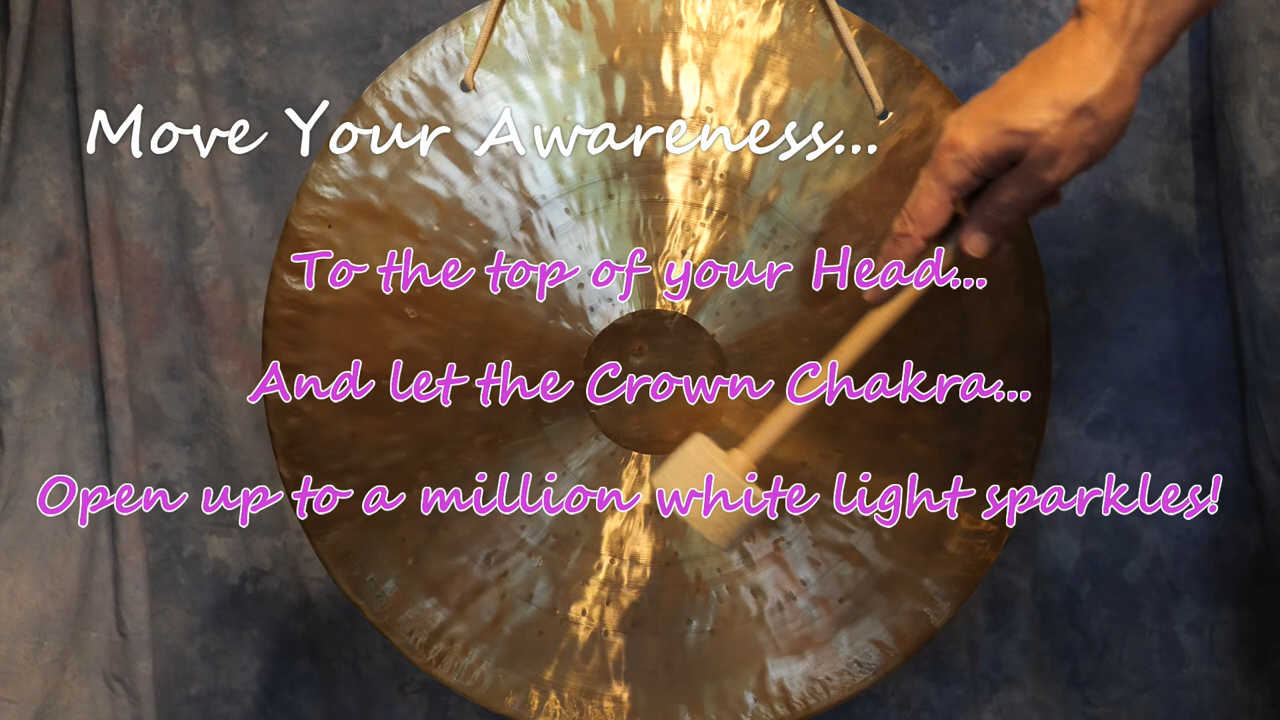 Move Your Awareness...
To the top of your Head...
And let the Crown Chakra...
Open up to a million white light sparkles!